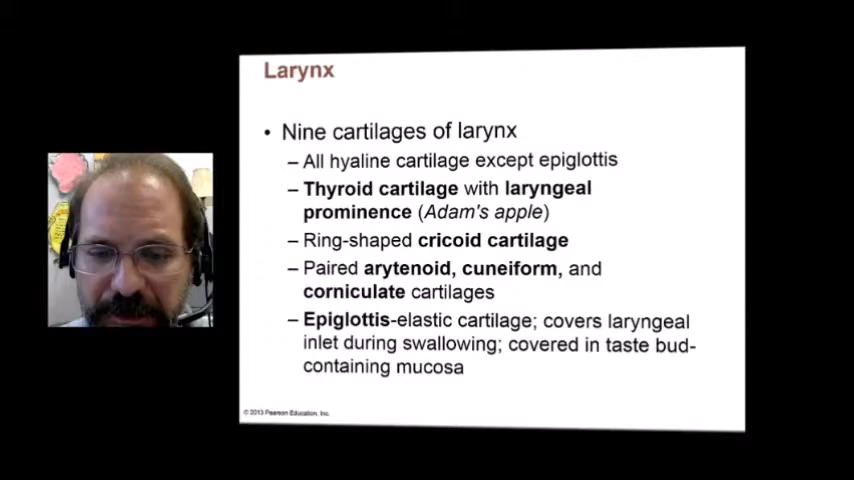 Larynx
• Nine cartilages of larynx
– All hyaline cartilage except epiglottis
– Thyroid cartilage with laryngeal
prominence (Adam's apple)
– Ring-shaped cricoid cartilage
– Paired arytenoid, cuneiform, and
corniculate cartilages
– Epiglottis-elastic cartilage; covers laryngeal
inlet during swallowing; covered in taste bud-
containing mucosa
© 2013 Pearson Education, Inc.